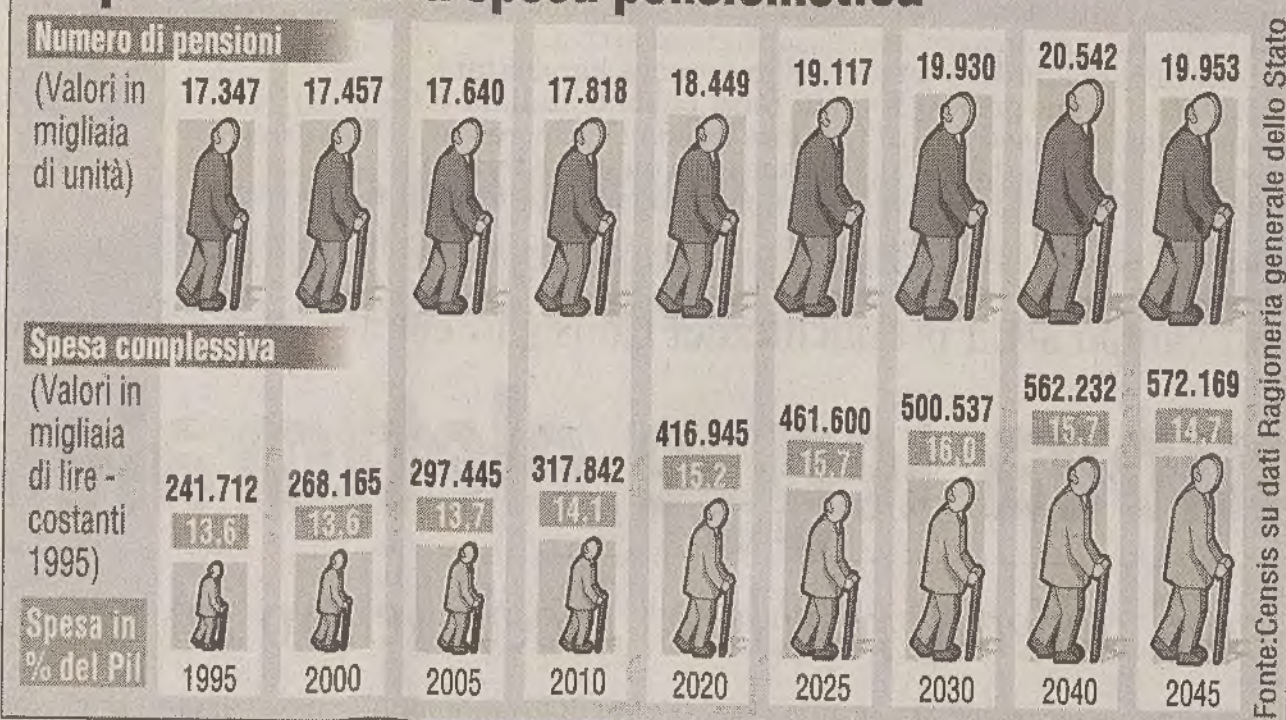 spesa pensionistica
Numero di pensioni
(Valori in
migliaia
di unità)
17.347 17.457 17.640 17.818 18.449 19.117 19.930 20.542 19.953
Spesa complessiva
(Valori in
migliaia
di lire -
costanti
1995)
241.712 268.165 297.445 317.842 416.945 461.600 500.537 562.232 572.169
Spesa in
% del Pil
13.6 13.6 13.7 14.1 15.2 15.7 16.0 15.7 14.7
1995 2000 2005 2010 2020 2025 2030 2040 2045
Fonte:Censis su dati Ragioneria generale dello Stato